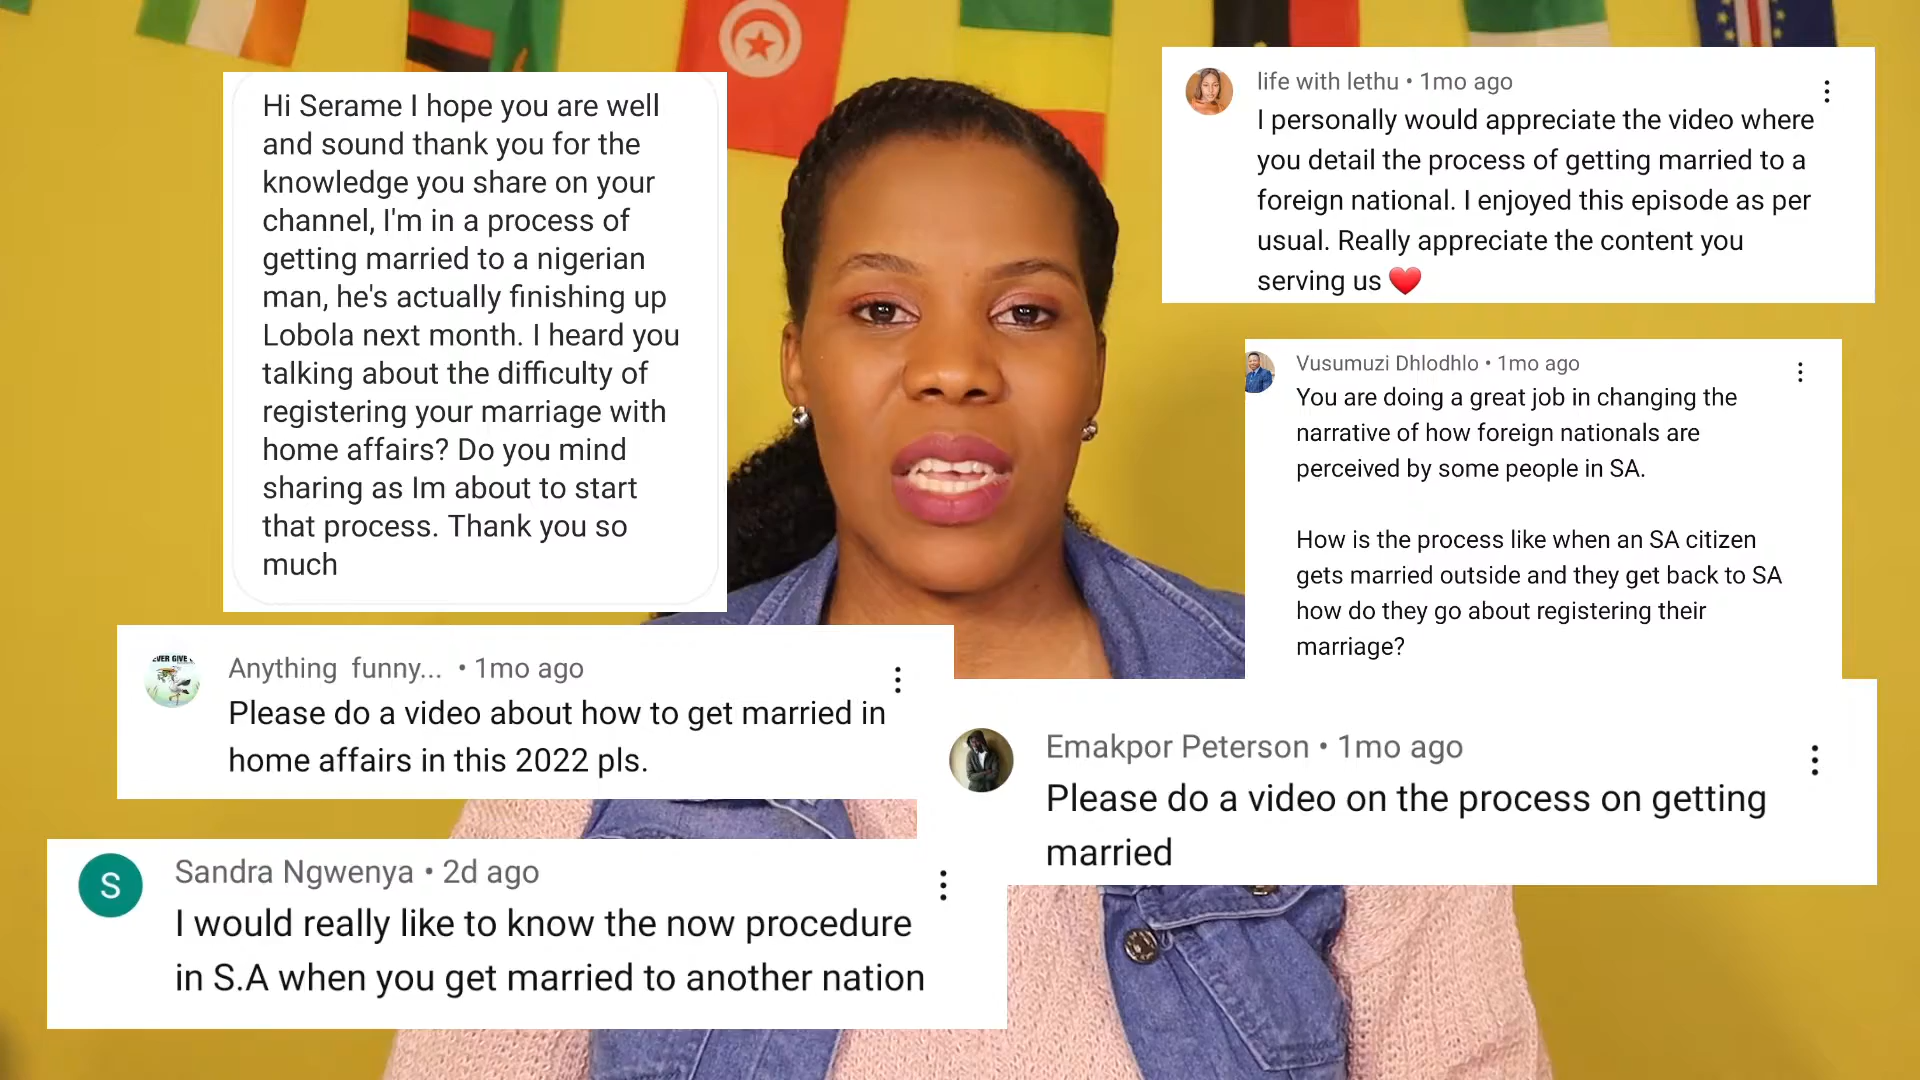 Hi Serame I hope you are well
and sound thank you for the
knowledge you share on your
channel, I'm in a process of
getting married to a nigerian
man, he's actually finishing up
Lobola next month. I heard you
talking about the difficulty of
registering your marriage with
home affairs? Do you mind
sharing as Im about to start
that process. Thank you so
much
life with lethu • 1mo ago
I personally would appreciate the video where
you detail the process of getting married to a
foreign national. I enjoyed this episode as per
usual. Really appreciate the content you
serving us ❤️
Vusumuzi Dhlodhlo • 1mo ago
You are doing a great job in changing the
narrative of how foreign nationals are
perceived by some people in SA.
How is the process like when an SA citizen
gets married outside and they get back to SA
how do they go about registering their
marriage?
EVER GIVE
Anything funny... • 1mo ago
Please do a video about how to get married in
home affairs in this 2022 pls.
Emakpor Peterson • 1mo ago
Please do a video on the process on getting
married
S
Sandra Ngwenya • 2d ago
I would really like to know the now procedure
in S.A when you get married to another nation